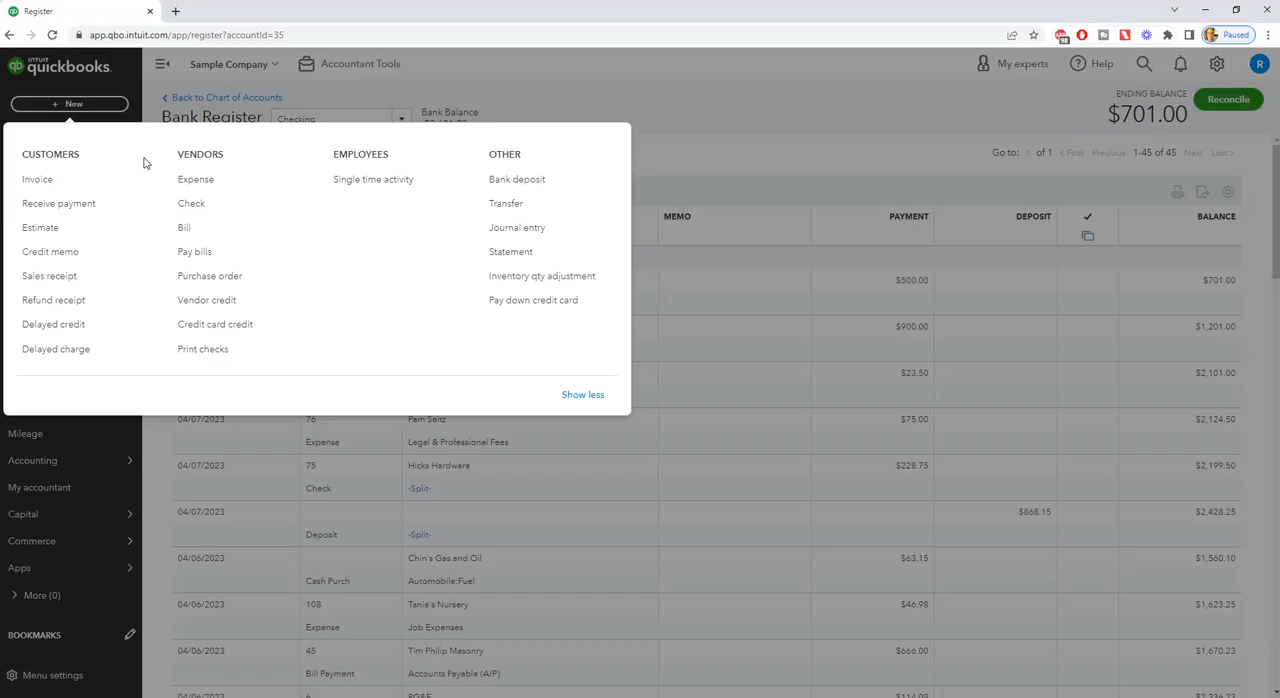 Register
app.qbo.intuit.com/app/register?accountId=35
Paused
INTUIT
quickbooks.
Sample Company
Accountant Tools
My experts
Help
R
+ New
Back to Chart of Accounts
Bank Register
Checking
Bank Balance
ENDING BALANCE
$701.00
Reconcile
Go to: 1 of 1 < First Previous 1-45 of 45 Next Last >
CUSTOMERS
Invoice
Receive payment
Estimate
Credit memo
Sales receipt
Refund receipt
Delayed credit
Delayed charge
VENDORS
Expense
Check
Bill
Pay bills
Purchase order
Vendor credit
Credit card credit
Print checks
EMPLOYEES
Single time activity
OTHER
Bank deposit
Transfer
Journal entry
Statement
Inventory qty adjustment
Pay down credit card
Show less
MEMO PAYMENT DEPOSIT ✓ BALANCE
$500.00 $701.00
$900.00 $1,201.00
$23.50 $2,101.00
04/07/2023 76 Pam Seitz $75.00 $2,124.50
Expense Legal & Professional Fees
04/07/2023 75 Hicks Hardware $228.75 $2,199.50
Check -Split-
04/07/2023 $868.15 $2,428.25
Deposit -Split-
04/06/2023 Chin's Gas and Oil $63.15 $1,560.10
Cash Purch Automobile:Fuel
04/06/2023 108 Tania's Nursery $46.98 $1,623.25
Expense Job Expenses
04/06/2023 45 Tim Philip Masonry $666.00 $1,670.23
Bill Payment Accounts Payable (A/P)
04/05/2023 6 PG&E $114.09 $2,336.23
Mileage
Accounting
My accountant
Capital
Commerce
Apps
More (0)
BOOKMARKS
Menu settings